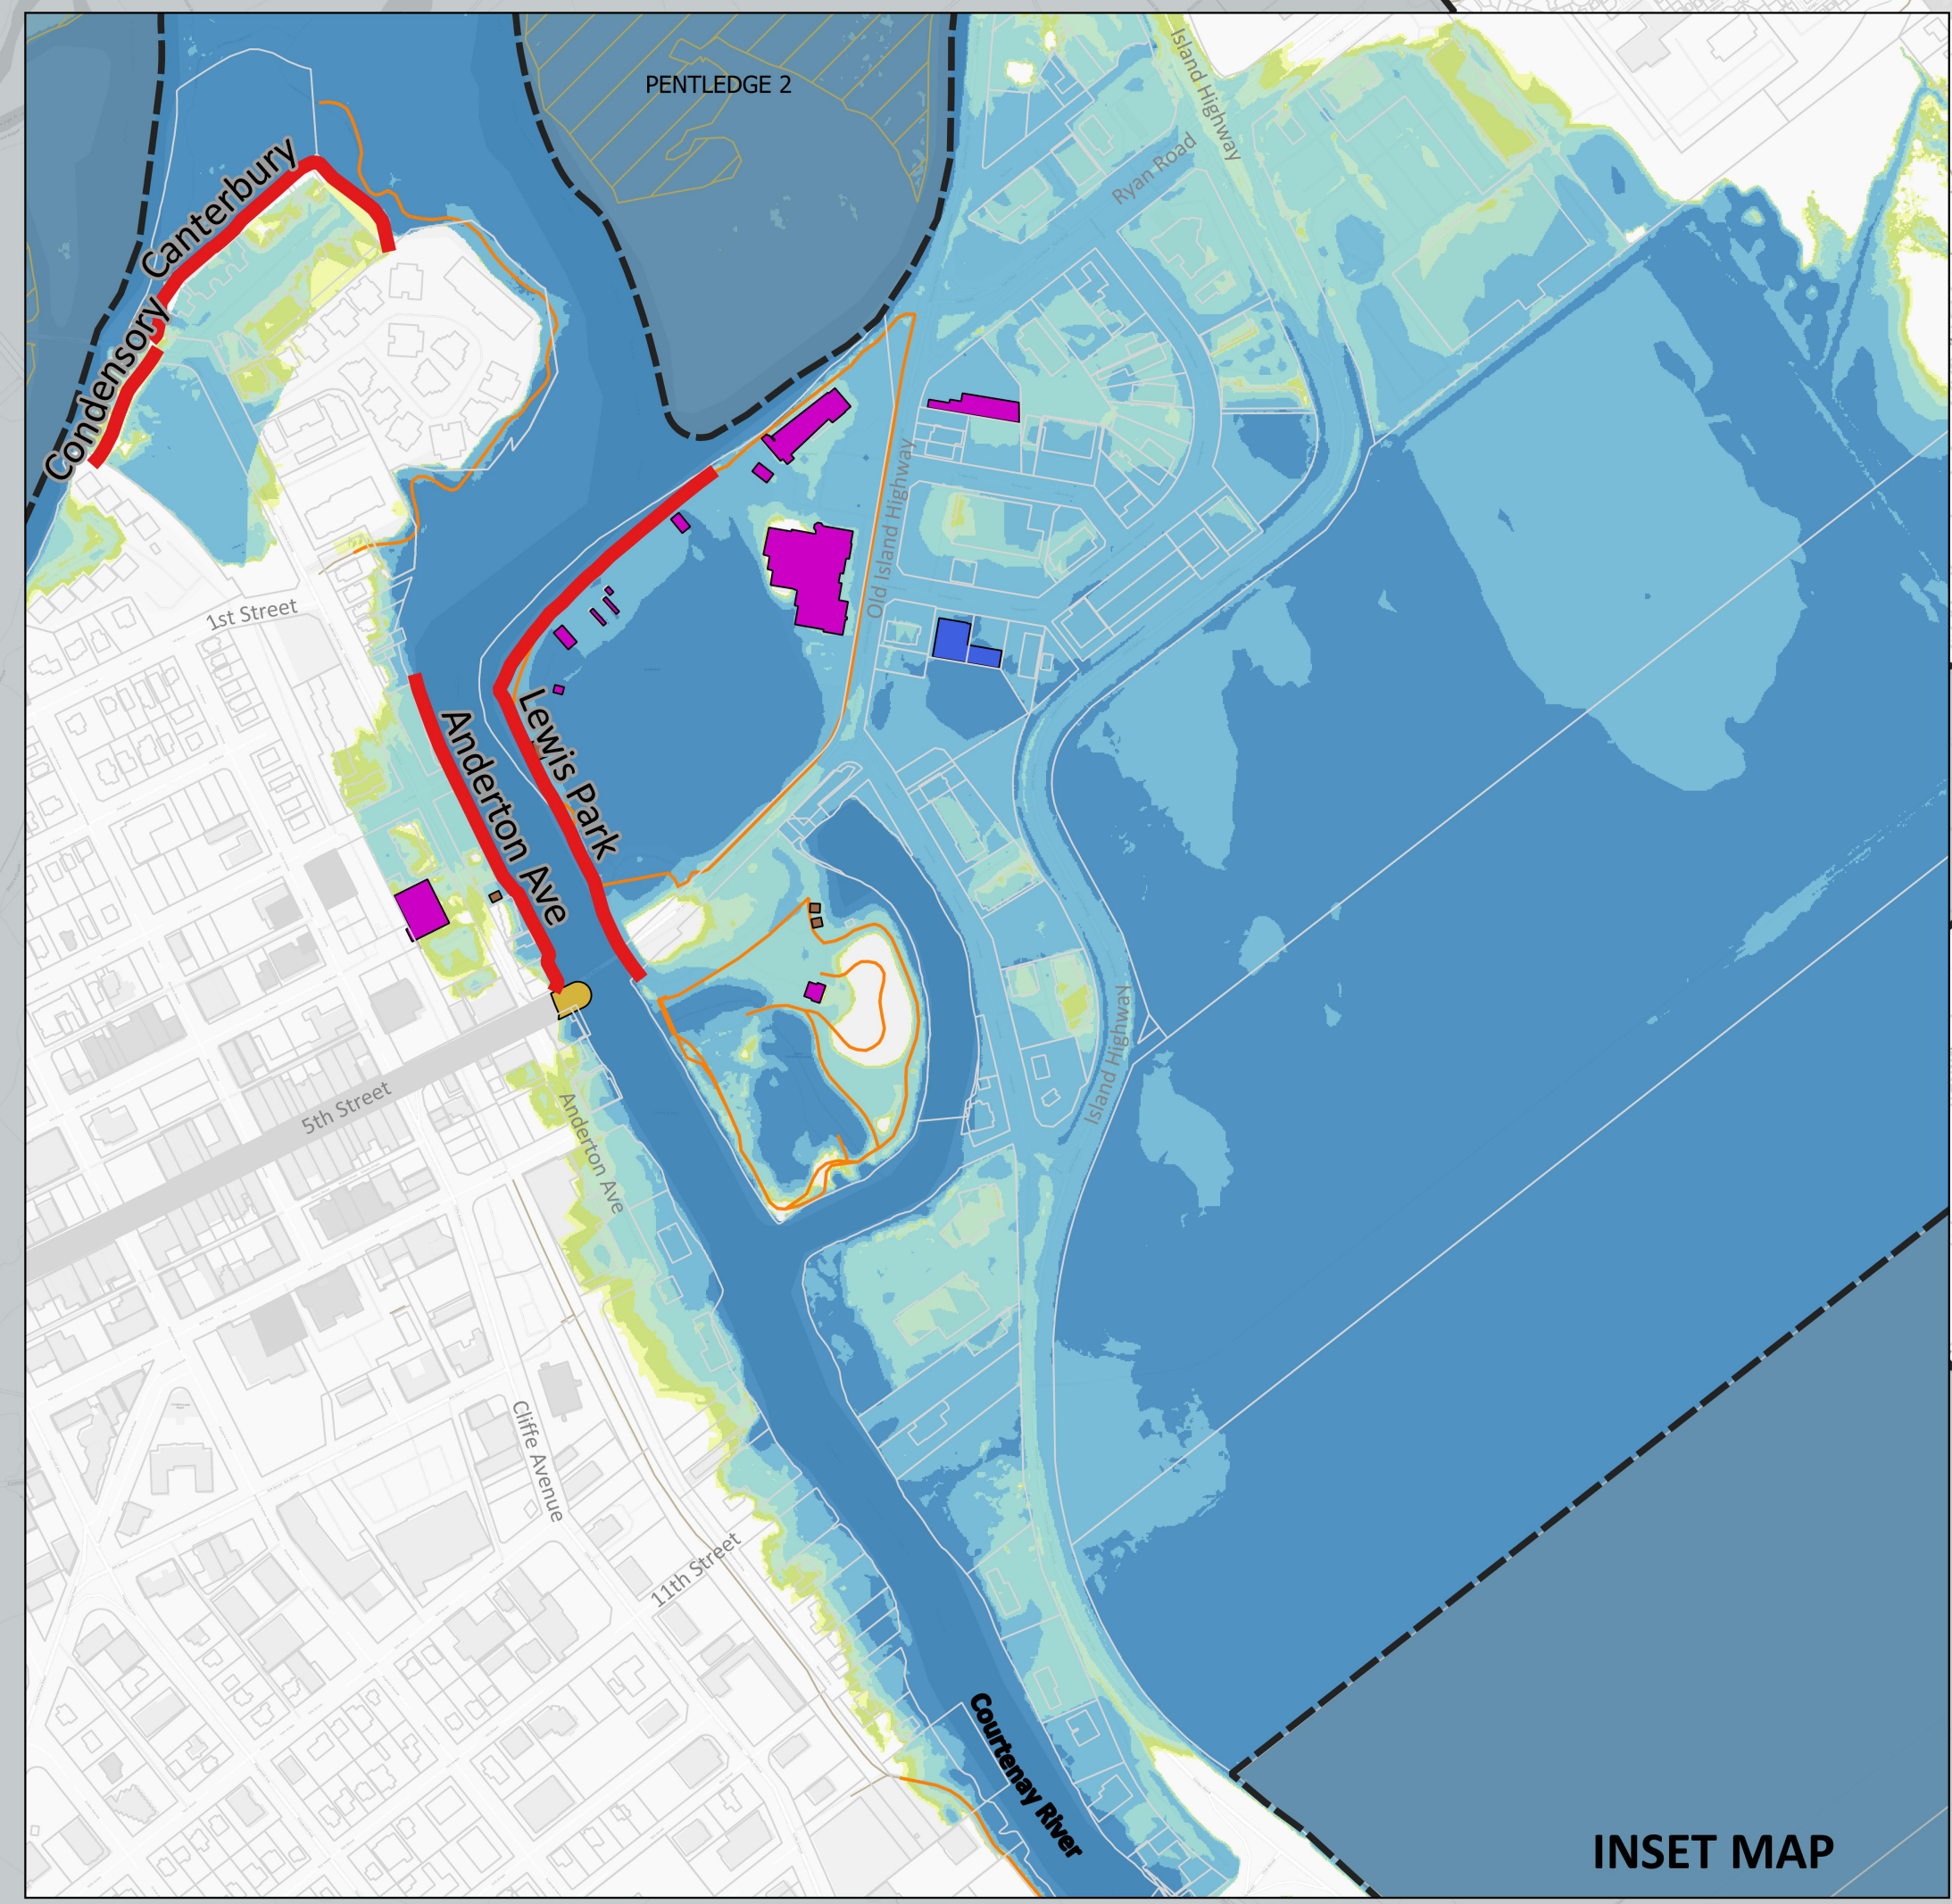 PENTLEDGE 2
Island Highway
Ryan Road
Canterbury
Condensory
Old Island Highway
1st Street
Lewis Park
Anderton Ave
Island Highway
5th Street
Anderton Ave
Cliffe Avenue
11th Street
Courtenay River
INSET MAP